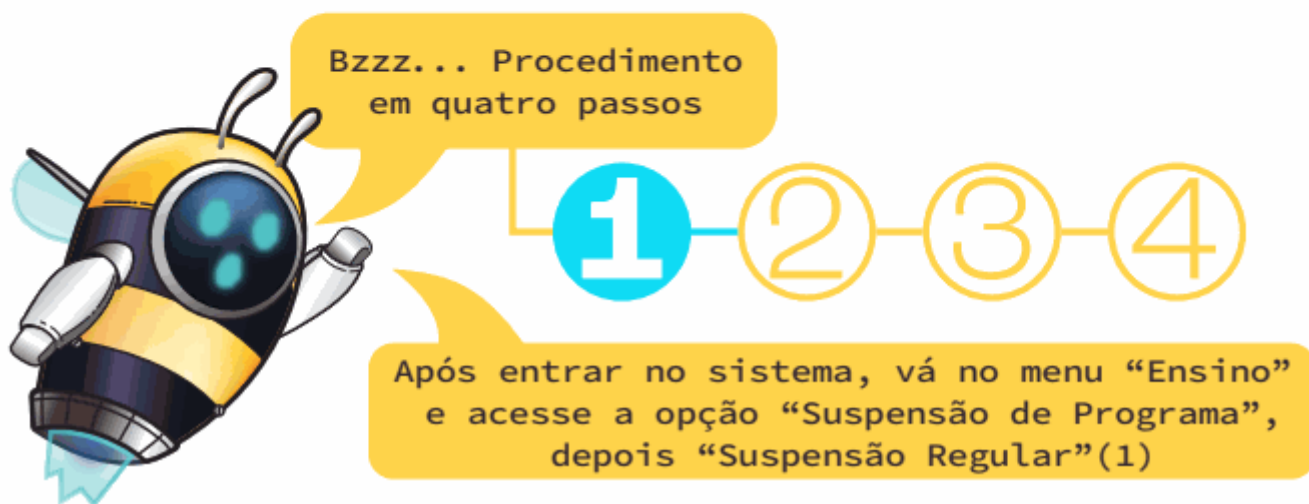 Bzzz... Procedimento
em quatro passos
1 2 3 4
Após entrar no sistema, vá no menu “Ensino”
e acesse a opção “Suspensão de Programa”,
depois “Suspensão Regular”(1)